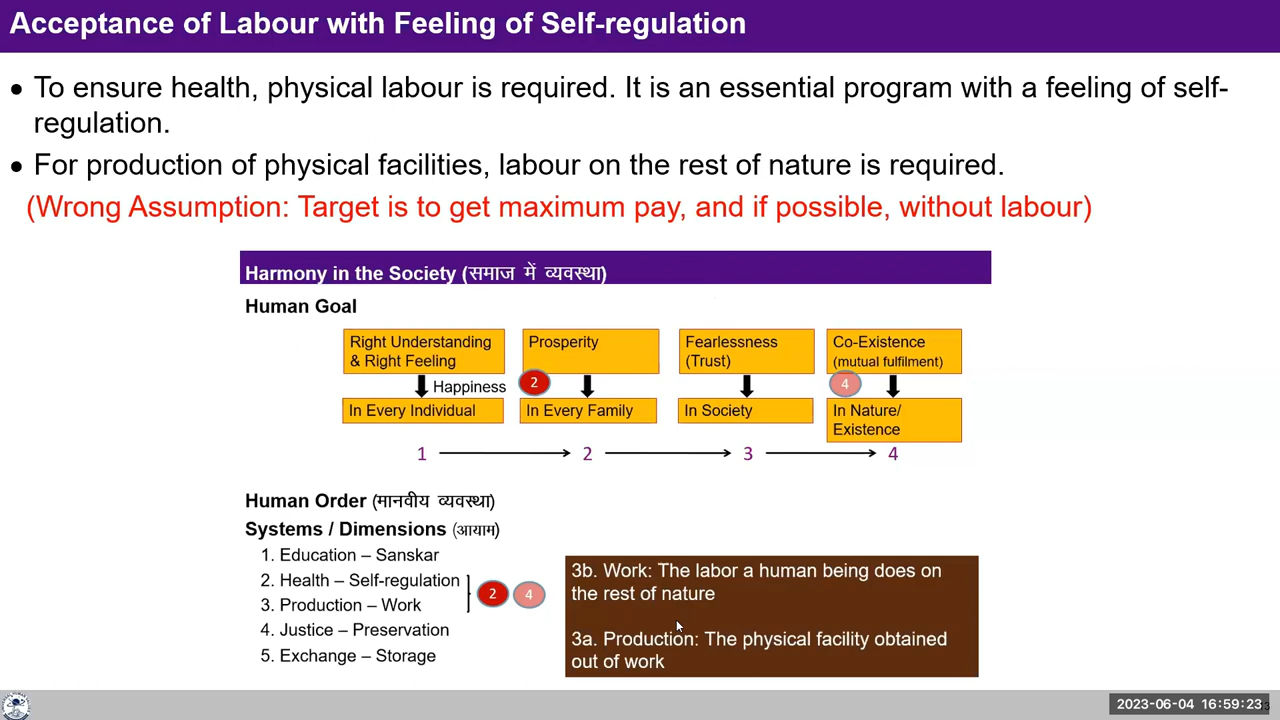 Acceptance of Labour with Feeling of Self-regulation
• To ensure health, physical labour is required. It is an essential program with a feeling of self-
regulation.
• For production of physical facilities, labour on the rest of nature is required.
(Wrong Assumption: Target is to get maximum pay, and if possible, without labour)
Harmony in the Society (समाज में व्यवस्था)
Human Goal
Right Understanding
& Right Feeling
Prosperity
Fearlessness
(Trust)
Co-Existence
(mutual fulfilment)
Happiness
2
4
In Every Individual
In Every Family
In Society
In Nature/
Existence
1
2
3
4
Human Order (मानवीय व्यवस्था)
Systems / Dimensions (आयाम)
1. Education – Sanskar
2. Health – Self-regulation
3. Production – Work
4. Justice – Preservation
5. Exchange – Storage
2
4
3b. Work: The labor a human being does on
the rest of nature
3a. Production: The physical facility obtained
out of work
2023-06-04 16:59:23